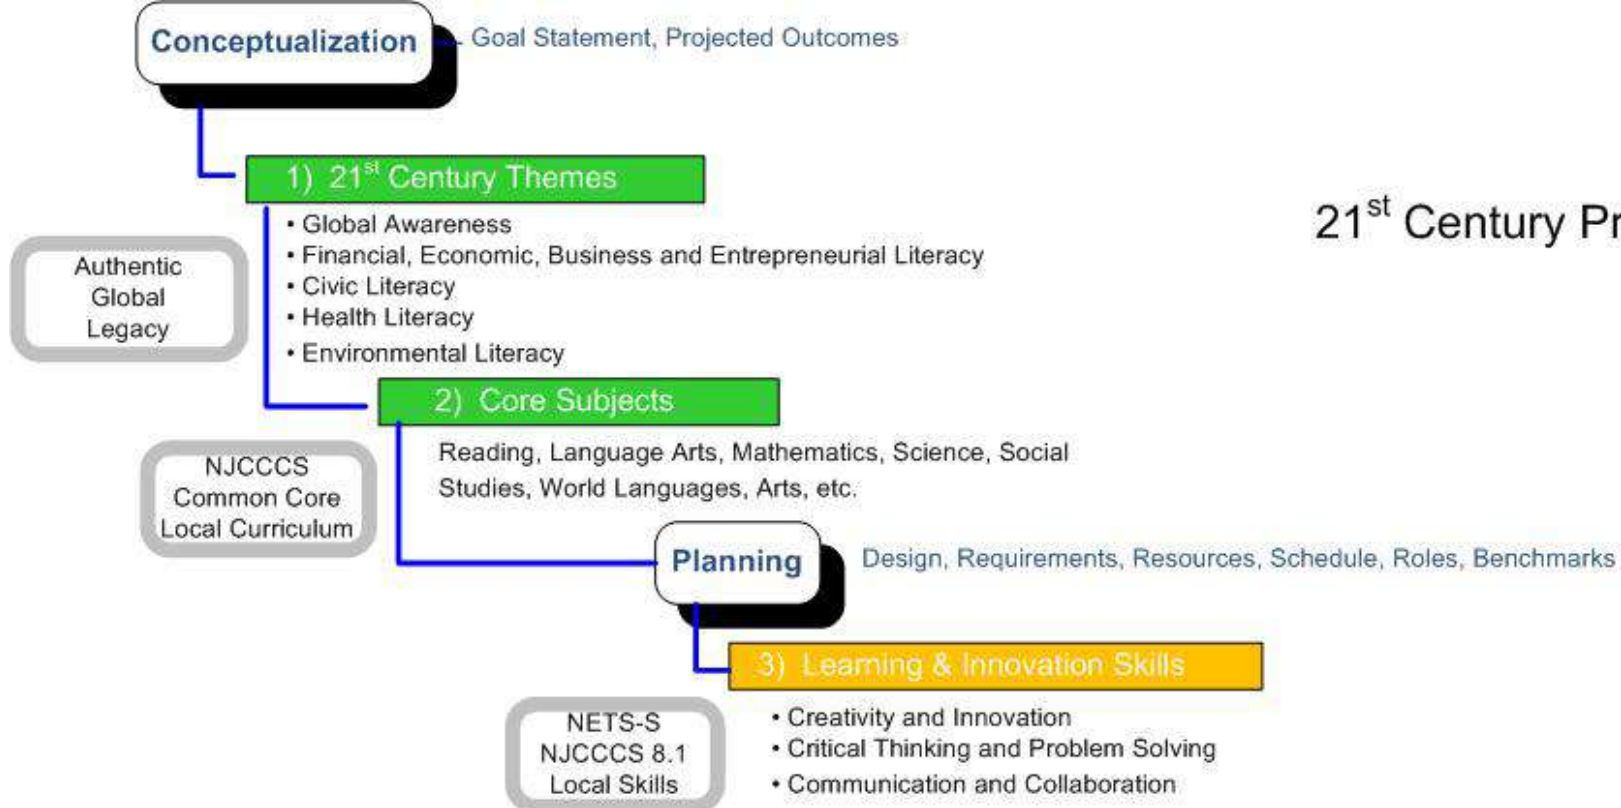 Conceptualization
Goal Statement, Projected Outcomes
1) 21st Century Themes
• Global Awareness
• Financial, Economic, Business and Entrepreneurial Literacy
• Civic Literacy
• Health Literacy
• Environmental Literacy
Authentic
Global
Legacy
21st Century Pr
2) Core Subjects
Reading, Language Arts, Mathematics, Science, Social
Studies, World Languages, Arts, etc.
NJCCCS
Common Core
Local Curriculum
Planning
Design, Requirements, Resources, Schedule, Roles, Benchmarks
3) Learning & Innovation Skills
• Creativity and Innovation
• Critical Thinking and Problem Solving
• Communication and Collaboration
NETS-S
NJCCCS 8.1
Local Skills